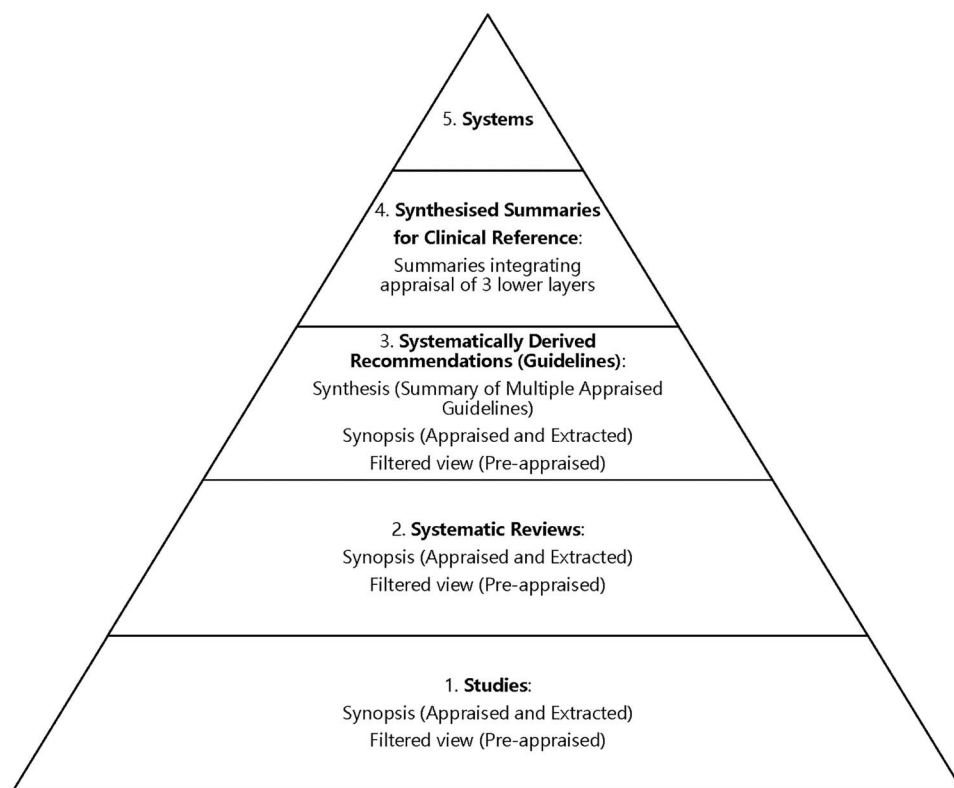 5. Systems
4. Synthesised Summaries
for Clinical Reference:
Summaries integrating
appraisal of 3 lower layers
3. Systematically Derived
Recommendations (Guidelines):
Synthesis (Summary of Multiple Appraised
Guidelines)
Synopsis (Appraised and Extracted)
Filtered view (Pre-appraised)
2. Systematic Reviews:
Synopsis (Appraised and Extracted)
Filtered view (Pre-appraised)
1. Studies:
Synopsis (Appraised and Extracted)
Filtered view (Pre-appraised)